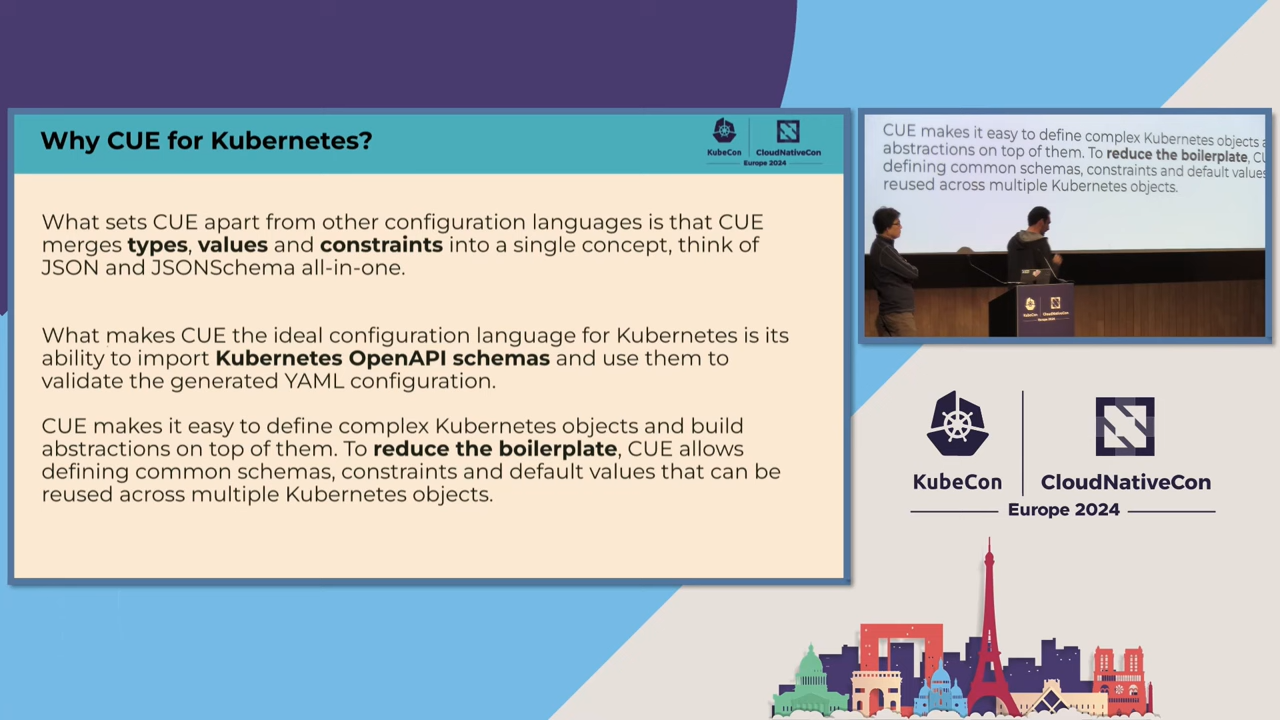 Why CUE for Kubernetes?
KubeCon
CloudNativeCon
Europe 2024
What sets CUE apart from other configuration languages is that CUE
merges types, values and constraints into a single concept, think of
JSON and JSONSchema all-in-one.
What makes CUE the ideal configuration language for Kubernetes is its
ability to import Kubernetes OpenAPI schemas and use them to
validate the generated YAML configuration.
CUE makes it easy to define complex Kubernetes objects and build
abstractions on top of them. To reduce the boilerplate, CUE allows
defining common schemas, constraints and default values that can be
reused across multiple Kubernetes objects.
CUE makes it easy to define complex Kubernetes objects
abstractions on top of them. To reduce the boilerplate,
defining common schemas, constraints and default values
reused across multiple Kubernetes objects.
KubeCon
CloudNativeCon
Europe 2024